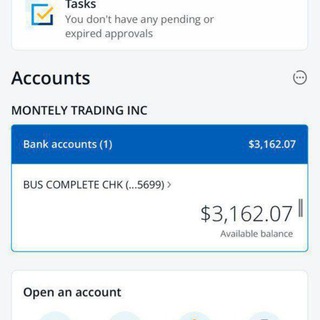 Tasks
You don't have any pending or
expired approvals
Accounts
MONTELY TRADING INC
Bank accounts (1)
$3,162.07
BUS COMPLETE CHK (...5699)
$3,162.07
Available balance
Open an account